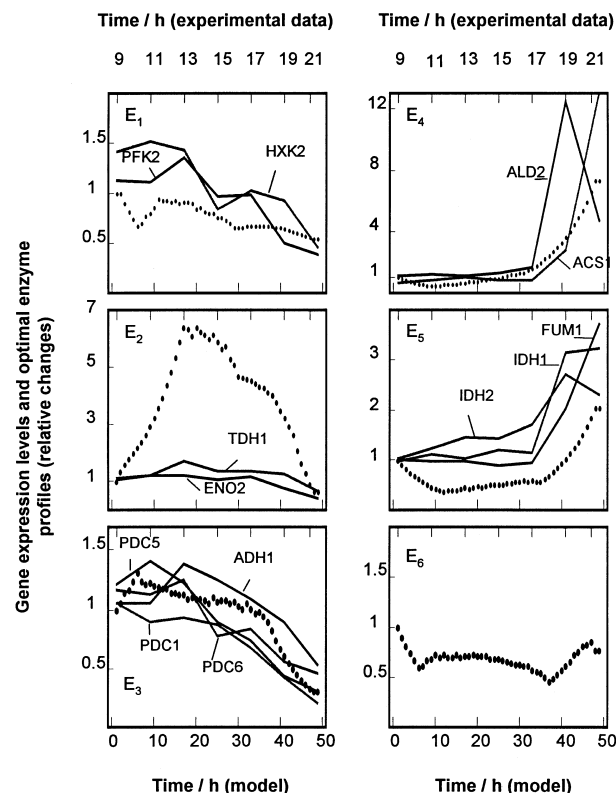 Time / h (experimental data) Time / h (experimental data)
9 11 13 15 17 19 21 9 11 13 15 17 19 21
Gene expression levels and optimal enzyme
profiles (relative changes)
E1
1.5
1
0.5
PFK2
HXK2
E4
12
8
4
1
ALD2
ACS1
E2
7
5
3
1
TDH1
ENO2
E5
3
2
1
FUM1
IDH1
IDH2
E3
1.5
1
0.5
PDC5
ADH1
PDC1
PDC6
E6
1.5
1
0.5
0 10 20 30 40 50 0 10 20 30 40 50
Time / h (model) Time / h (model)